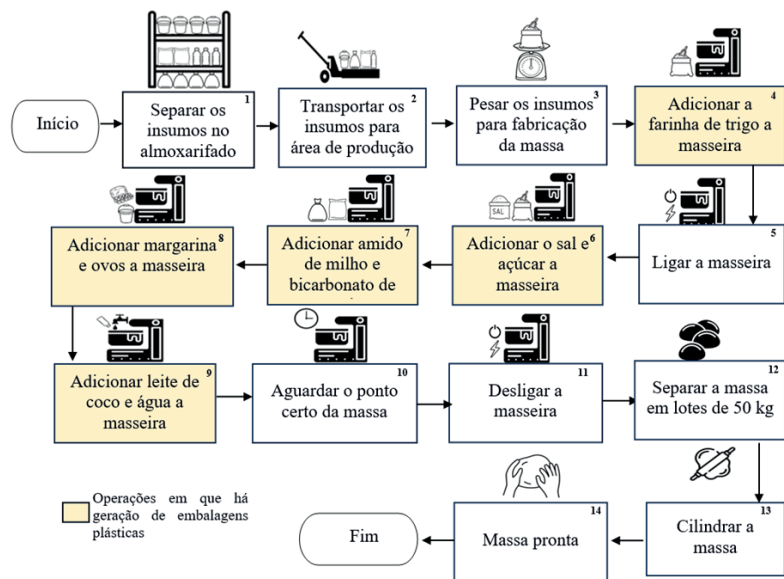 Início
1
Separar os
insumos no
almoxarifado
2
Transportar os
insumos para
área de produção
3
Pesar os insumos
para fabricação
da massa
4
Adicionar a
farinha de trigo a
masseira
5
Ligar a masseira
SAL
6
Adicionar o sal e
açúcar a
masseira
7
Adicionar amido
de milho e
bicarbonato de
8
Adicionar margarina
e ovos a masseira
9
Adicionar leite de
coco e água a
masseira
10
Aguardar o ponto
certo da massa
11
Desligar a
masseira
12
Separar a massa
em lotes de 50 kg
13
Cilindrar a
massa
14
Massa pronta
Fim
Operações em que há
geração de embalagens
plásticas